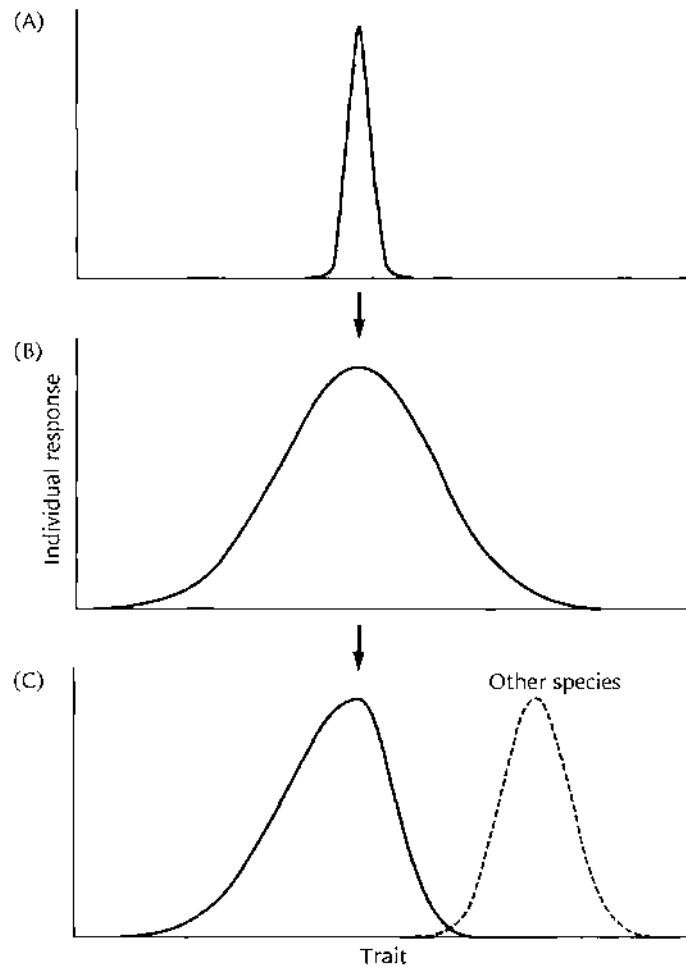 (A)
(B)
Individual response
(C)
Other species
Trait